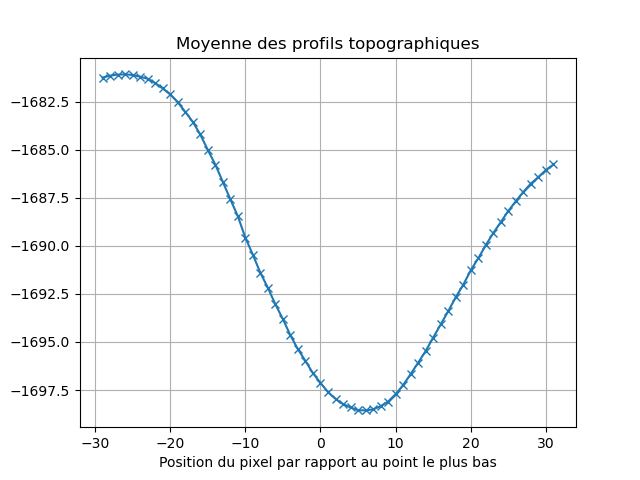 Moyenne des profils topographiques
−1682.5
−1685.0
−1687.5
−1690.0
−1692.5
−1695.0
−1697.5
−30 −20 −10 0 10 20 30
Position du pixel par rapport au point le plus bas